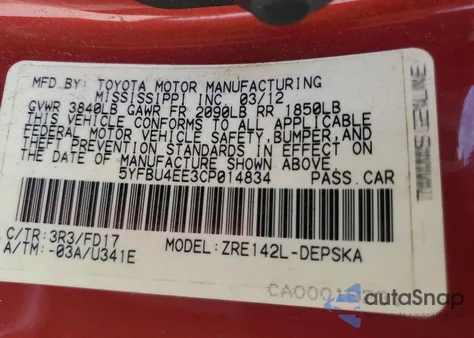 MFD.BY: TOYOTA MOTOR MANUFACTURING
MISSISSIPPI INC 03/12
GVWR 3840LB GAWR FR 2090LB RR 1850LB
THIS VEHICLE CONFORMS TO ALL APPLICABLE
FEDERAL MOTOR VEHICLE SAFETY, BUMPER, AND
THEFT PREVENTION STANDARDS IN EFFECT ON
THE DATE OF MANUFACTURE SHOWN ABOVE.
5YFBU4EE3CP014834 PASS.CAR
C/TR: 3R3/FD17 MODEL: ZRE142L-DEPSKA
A/TM: -03A/U341E
autoSnap